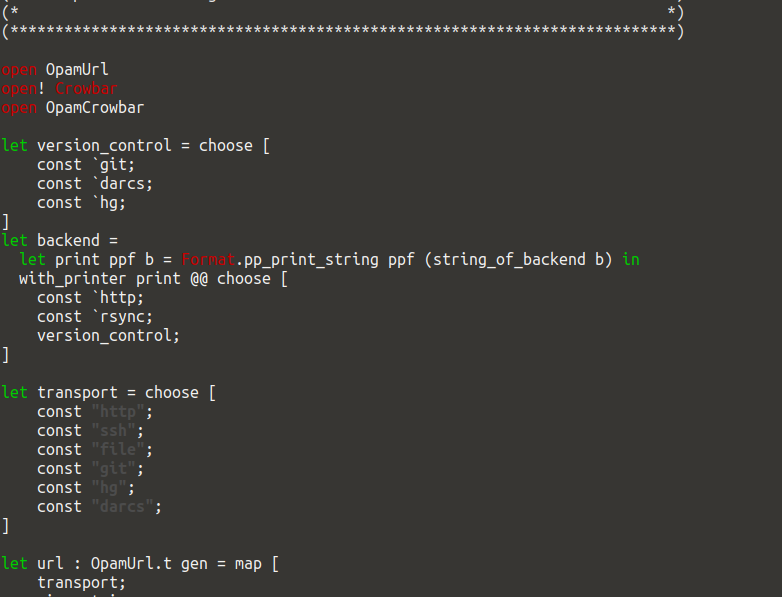 (*                                                                        *)
(**************************************************************************)
open OpamUrl
open! Crowbar
open OpamCrowbar
let version_control = choose [
    const `git;
    const `darcs;
    const `hg;
]
let backend =
  let print ppf b = Format.pp_print_string ppf (string_of_backend b) in
  with_printer print @@ choose [
    const `http;
    const `rsync;
    version_control;
]
let transport = choose [
    const "http";
    const "ssh";
    const "file";
    const "git";
    const "hg";
    const "darcs";
]
let url : OpamUrl.t gen = map [
    transport;